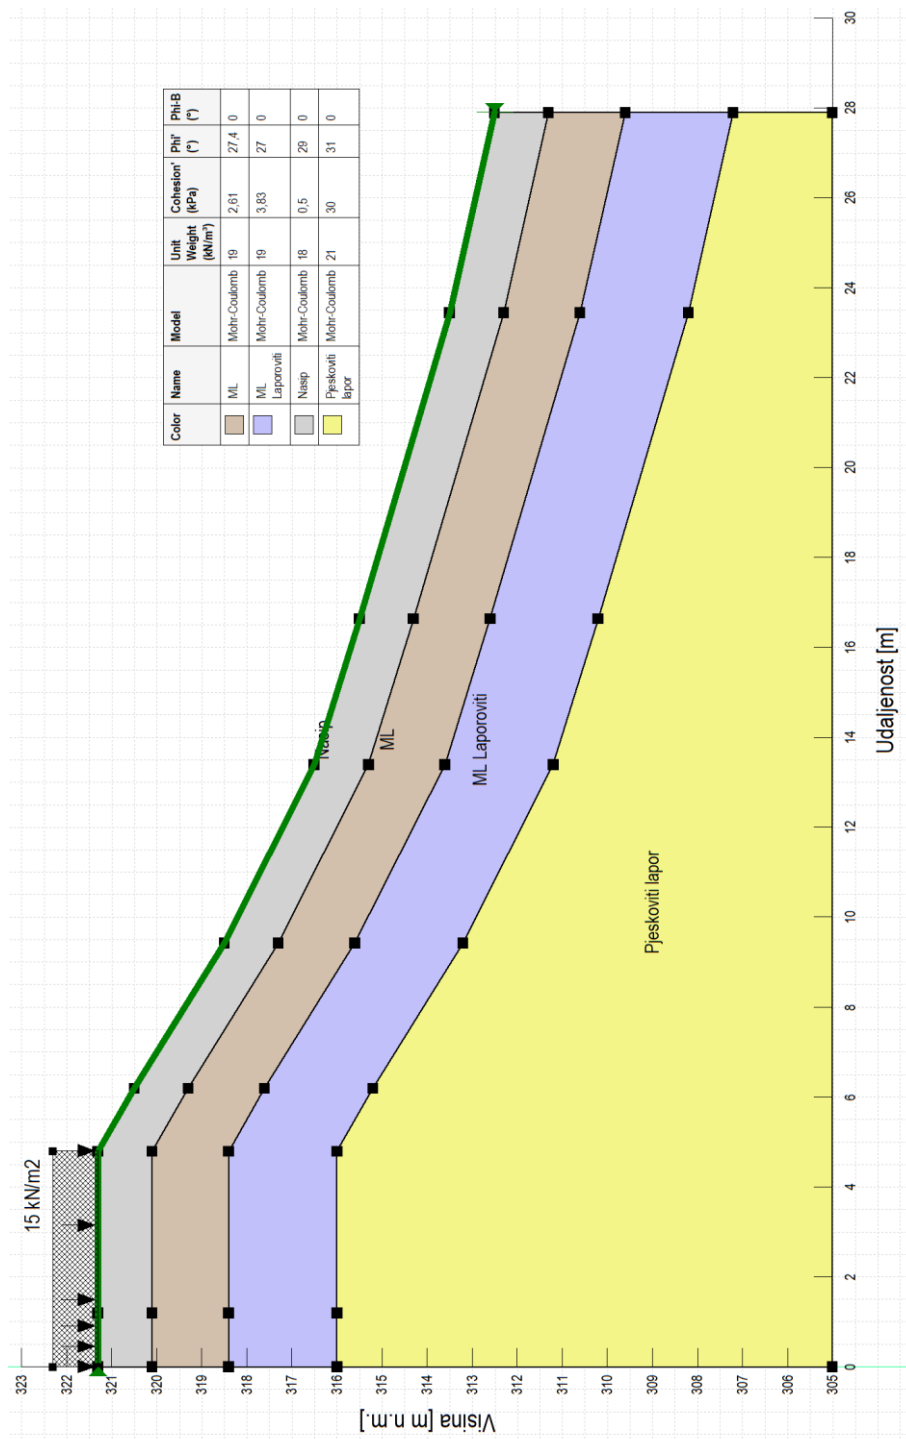 15 kN/m2
Color Name Model Unit Weight (kN/m³) Cohesion' (kPa) Phi' (°) Phi-B (°)
ML Mohr-Coulomb 19 2,61 27,4 0
ML Laporoviti Mohr-Coulomb 19 3,83 27 0
Nasip Mohr-Coulomb 18 0,5 29 0
Pjeskoviti lapor Mohr-Coulomb 21 30 31 0
Nasip
ML
ML Laporoviti
Pjeskoviti lapor
Visina [m n.m.]
323
322
321
320
319
318
317
316
315
314
313
312
311
310
309
308
307
306
305
0 2 4 6 8 10 12 14 16 18 20 22 24 26 28 30
Udaljenost [m]